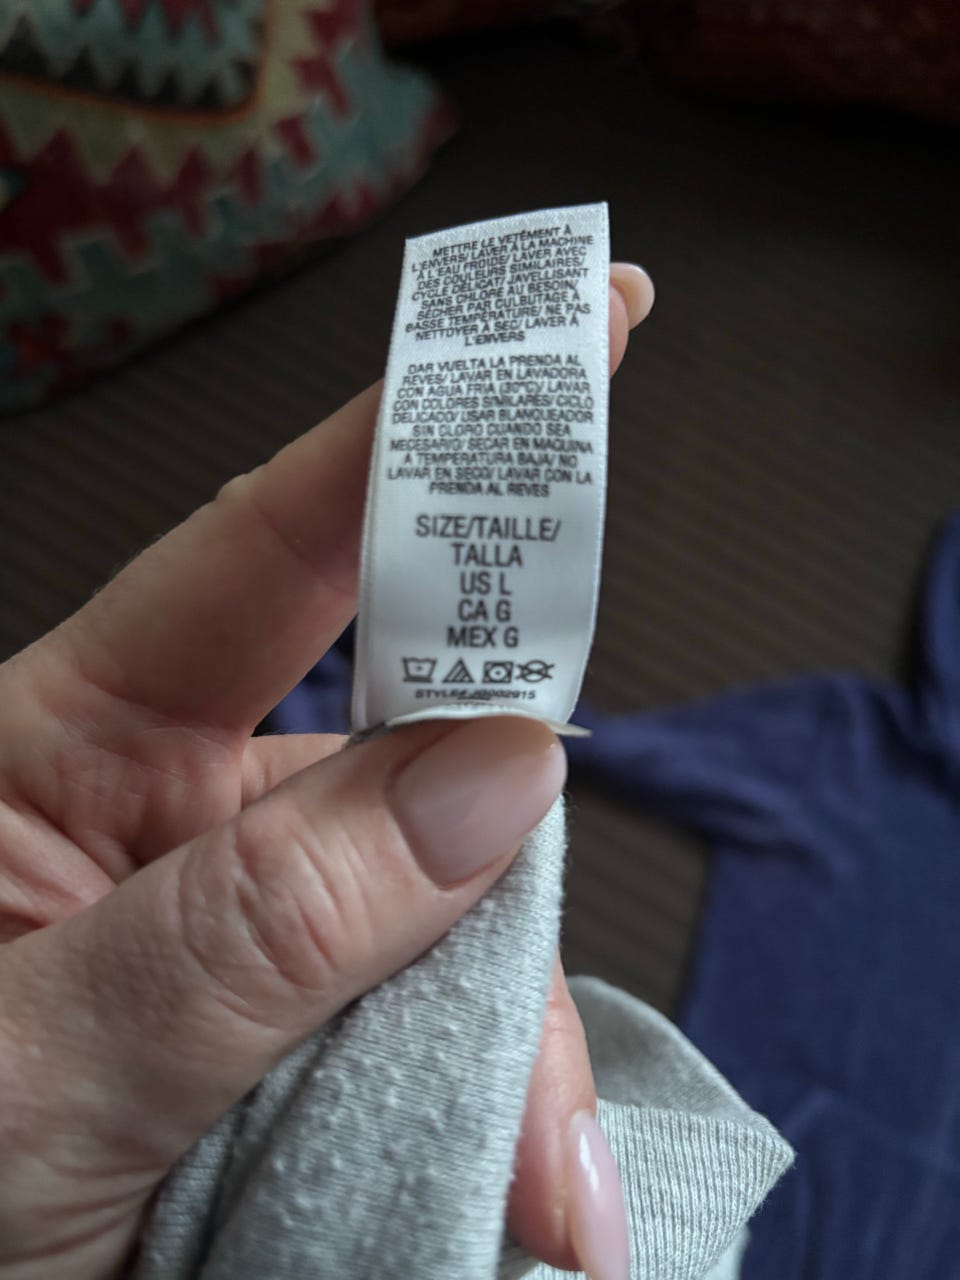 METTRE LE VETÊMENT À
L'ENVERS/ LAVER À LA MACHINE
À L'EAU FROIDE/ LAVER AVEC
DES COULEURS SIMILAIRES/
CYCLE DÉLICAT/ JAVELLISANT
SANS CHLORE AU BESOIN/
SÉCHER PAR CULBUTAGE À
BASSE TEMPÉRATURE/ NE PAS
NETTOYER À SEC/ LAVER À
L'ENVERS
DAR VUELTA LA PRENDA AL
REVES/ LAVAR EN LAVADORA
CON AGUA FRIA (30°C)/ LAVAR
CON COLORES SIMILARES/ CICLO
DELICADO/ USAR BLANQUEADOR
SIN CLORO CUANDO SEA
NECESARIO/ SECAR EN MAQUINA
A TEMPERATURA BAJA/ NO
LAVAR EN SECO/ LAVAR CON LA
PRENDA AL REVES
SIZE/TAILLE/
TALLA
US L
CA G
MEX G